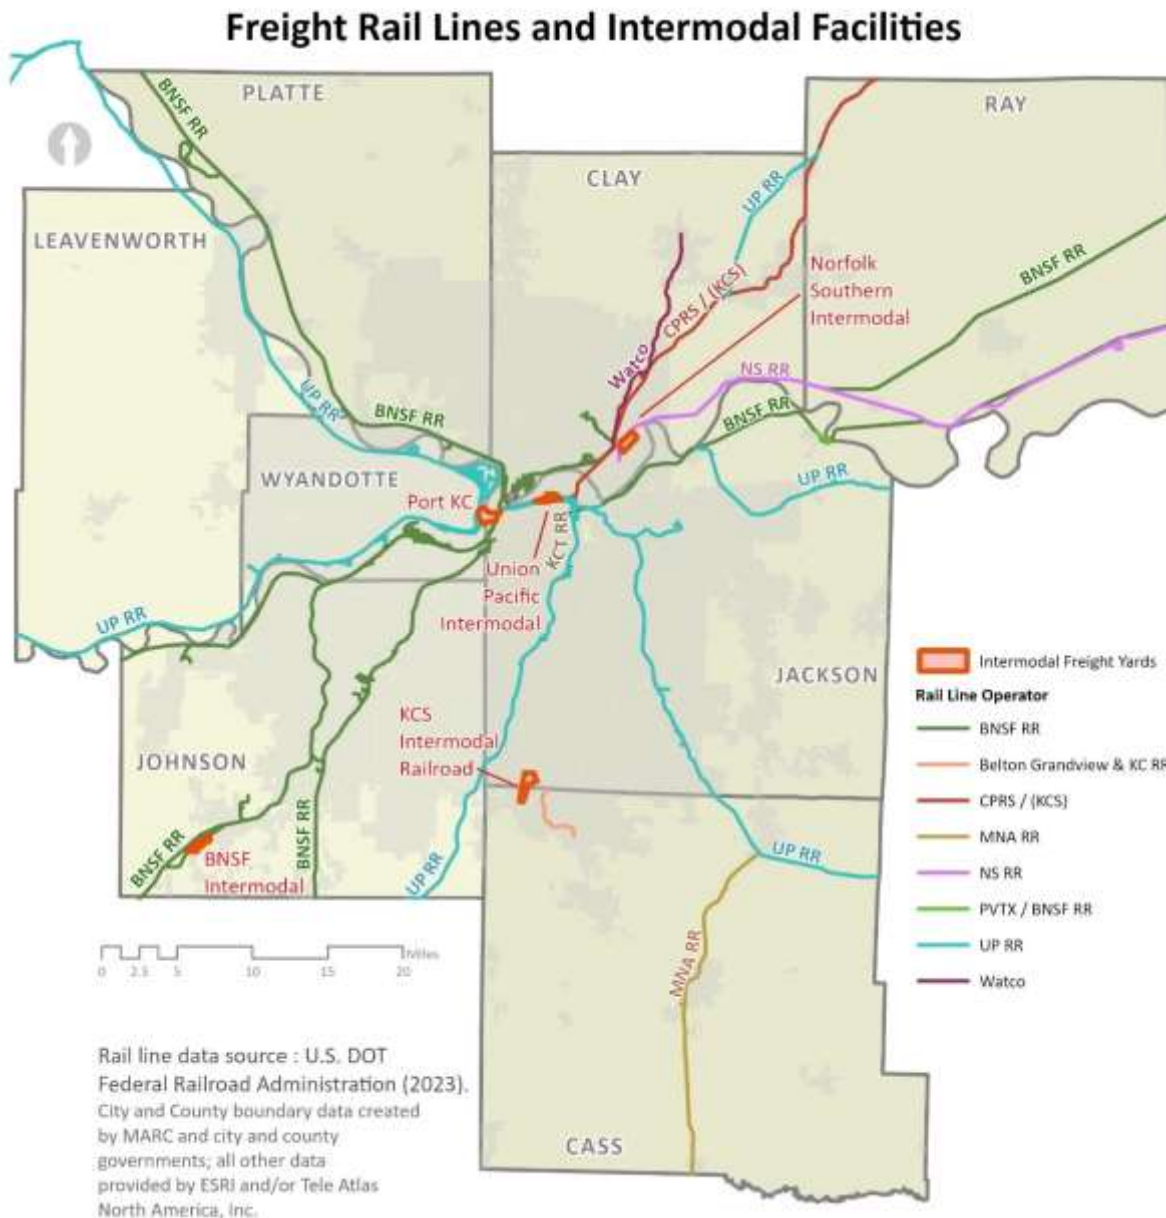 Freight Rail Lines and Intermodal Facilities
PLATTE
BNSF RR
RAY
CLAY
UP RR
LEAVENWORTH
BNSF RR
Norfolk
Southern
Intermodal
CPRS / (KCS)
Watco
NS RR
UP RR
BNSF RR
BNSF RR
WYANDOTTE
UP RR
Port KC
KCT RR
Union
Pacific
Intermodal
UP RR
JACKSON
KCS
Intermodal
Railroad
JOHNSON
BNSF RR
BNSF RR
BNSF
Intermodal
UP RR
UP RR
MNA RR
CASS
Intermodal Freight Yards
Rail Line Operator
BNSF RR
Belton Grandview & KC RR
CPRS / (KCS)
MNA RR
NS RR
PVTX / BNSF RR
UP RR
Watco
Miles
0 2.5 5 10 15 20
Rail line data source : U.S. DOT
Federal Railroad Administration (2023).
City and County boundary data created
by MARC and city and county
governments; all other data
provided by ESRI and/or Tele Atlas
North America, Inc.